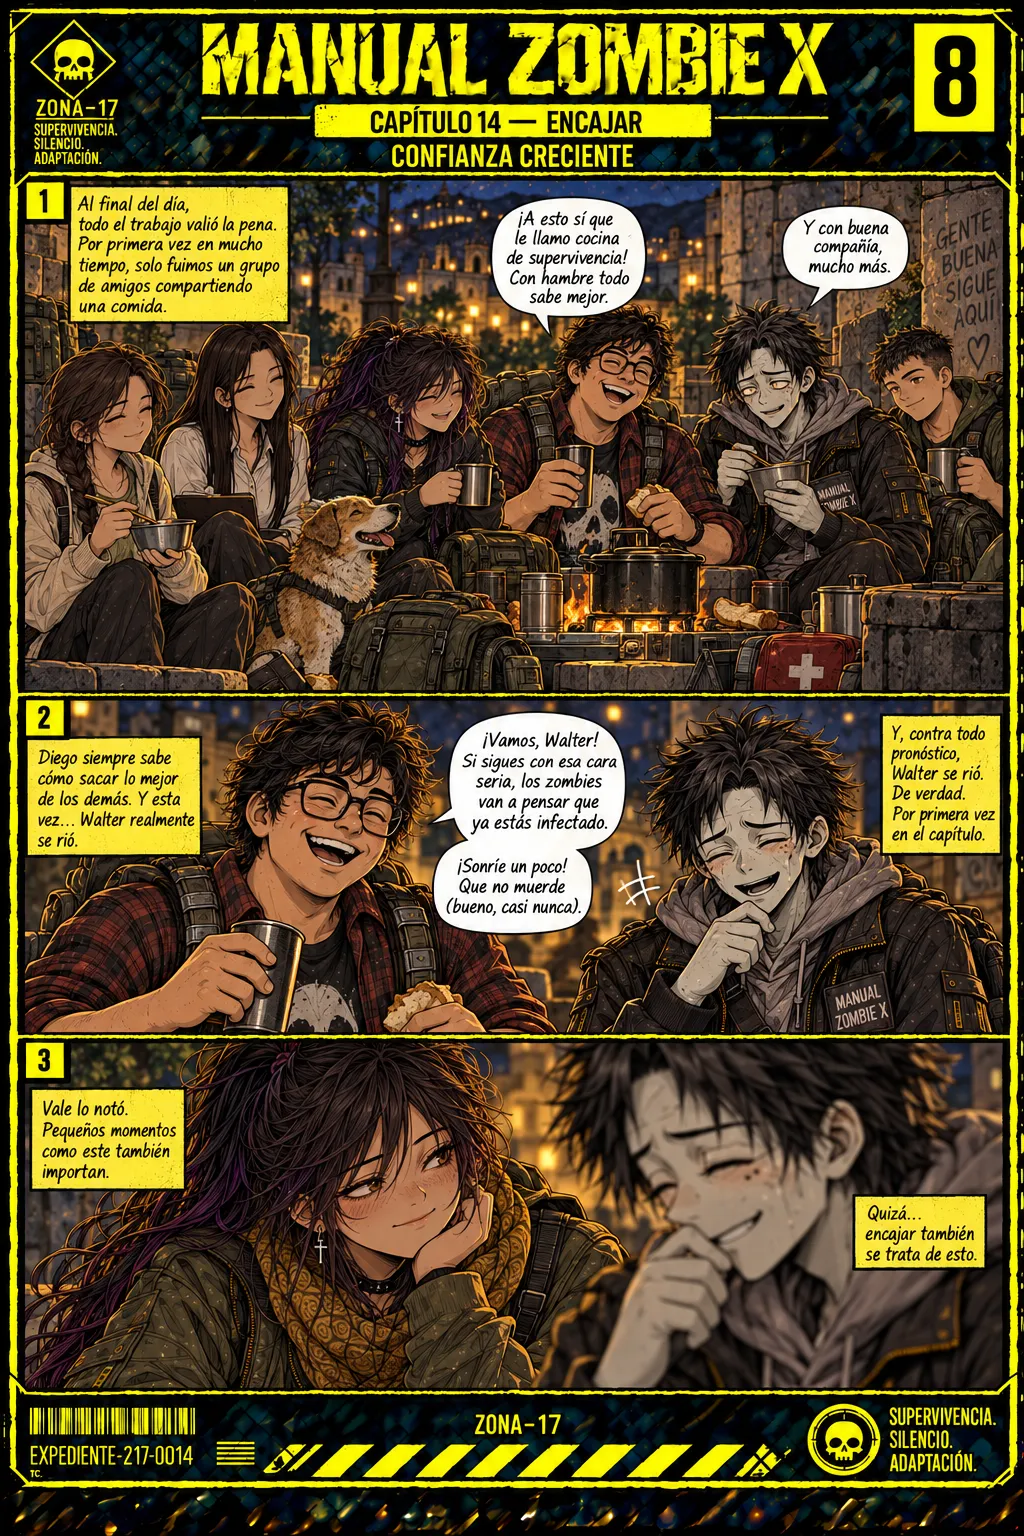 MANUAL ZOMBIE X
8
ZONA-17
SUPERVIVENCIA.
SILENCIO.
ADAPTACIÓN.
CAPÍTULO 14 — ENCAJAR
CONFIANZA CRECIENTE
1
Al final del día,
todo el trabajo valió la pena.
Por primera vez en mucho
tiempo, solo fuimos un grupo
de amigos compartiendo
una comida.
¡A esto sí que
le llamo cocina
de supervivencia!
Con hambre todo
sabe mejor.
Y con buena
compañía,
mucho más.
GENTE
BUENA
SIGUE
AQUÍ
MANUAL
ZOMBIE X
2
Diego siempre sabe
cómo sacar lo mejor
de los demás. Y esta
vez... Walter realmente
se rió.
¡Vamos, Walter!
Si sigues con esa cara
seria, los zombies
van a pensar que
ya estás infectado.
¡Sonríe un poco!
Que no muerde
(bueno, casi nunca).
Y, contra todo
pronóstico,
Walter se rió.
De verdad.
Por primera vez
en el capítulo.
MANUAL
ZOMBIE X
3
Vale lo notó.
Pequeños momentos
como este también
importan.
Quizá...
encajar también
se trata de esto.
EXPEDIENTE-217-0014
TC.
ZONA-17
SUPERVIVENCIA.
SILENCIO.
ADAPTACIÓN.